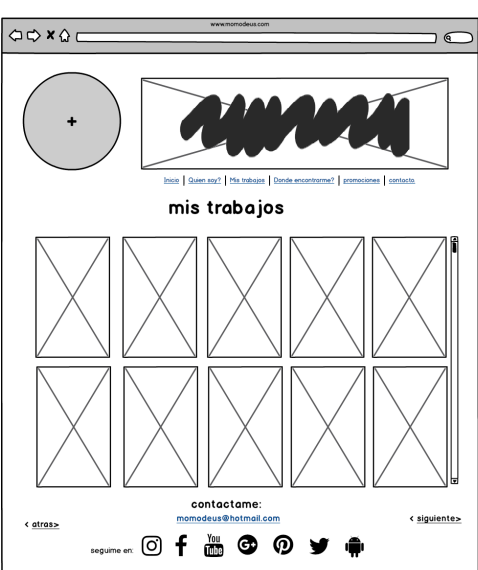 www.momodeus.com
Inicio | Quien soy? | Mis trabajos | Donde encontrarme? | promociones | contacto.
mis trabajos
contactame:
momodeus@hotmail.com
< atras>
< siguiente>
seguime en:
You
Tube
G+